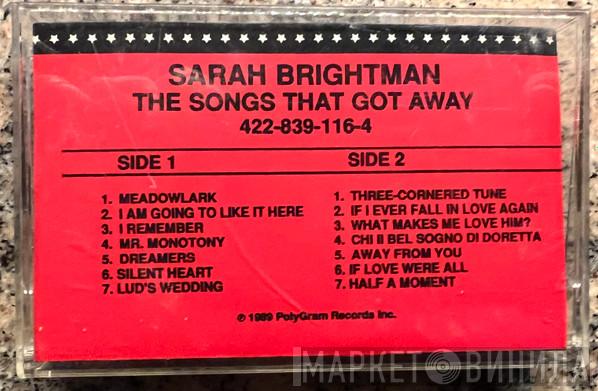 SARAH BRIGHTMAN
THE SONGS THAT GOT AWAY
422-839-116-4
SIDE 1
1. MEADOWLARK
2. I AM GOING TO LIKE IT HERE
3. I REMEMBER
4. MR. MONOTONY
5. DREAMERS
6. SILENT HEART
7. LUD'S WEDDING
SIDE 2
1. THREE-CORNERED TUNE
2. IF I EVER FALL IN LOVE AGAIN
3. WHAT MAKES ME LOVE HIM?
4. CHI II BEL SOGNO DI DORETTA
5. AWAY FROM YOU
6. IF LOVE WERE ALL
7. HALF A MOMENT
℗ 1989 PolyGram Records Inc.
МАРКЕТ ВИНИЛА